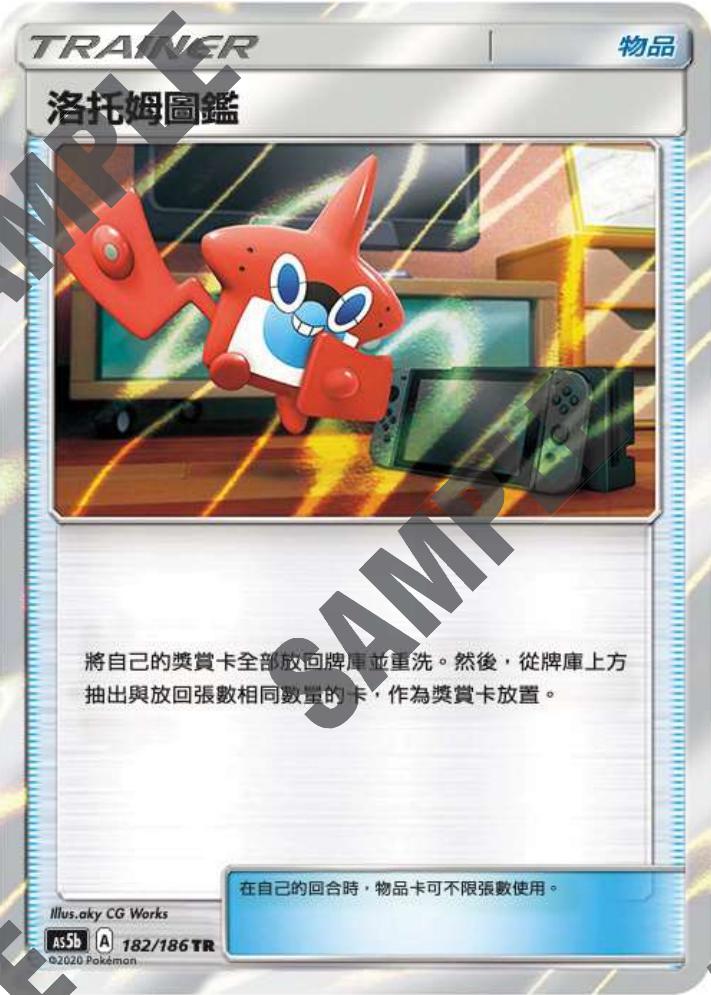 TRAINER
物品
洛托姆圖鑑
將自己的獎賞卡全部放回牌庫並重洗。然後，從牌庫上方
抽出與放回張數相同數量的卡，作為獎賞卡放置。
在自己的回合時，物品卡可不限張數使用。
Illus.aky CG Works
AS5b A 182/186 TR
©2020 Pokémon
SAMPLE
SAMPLE